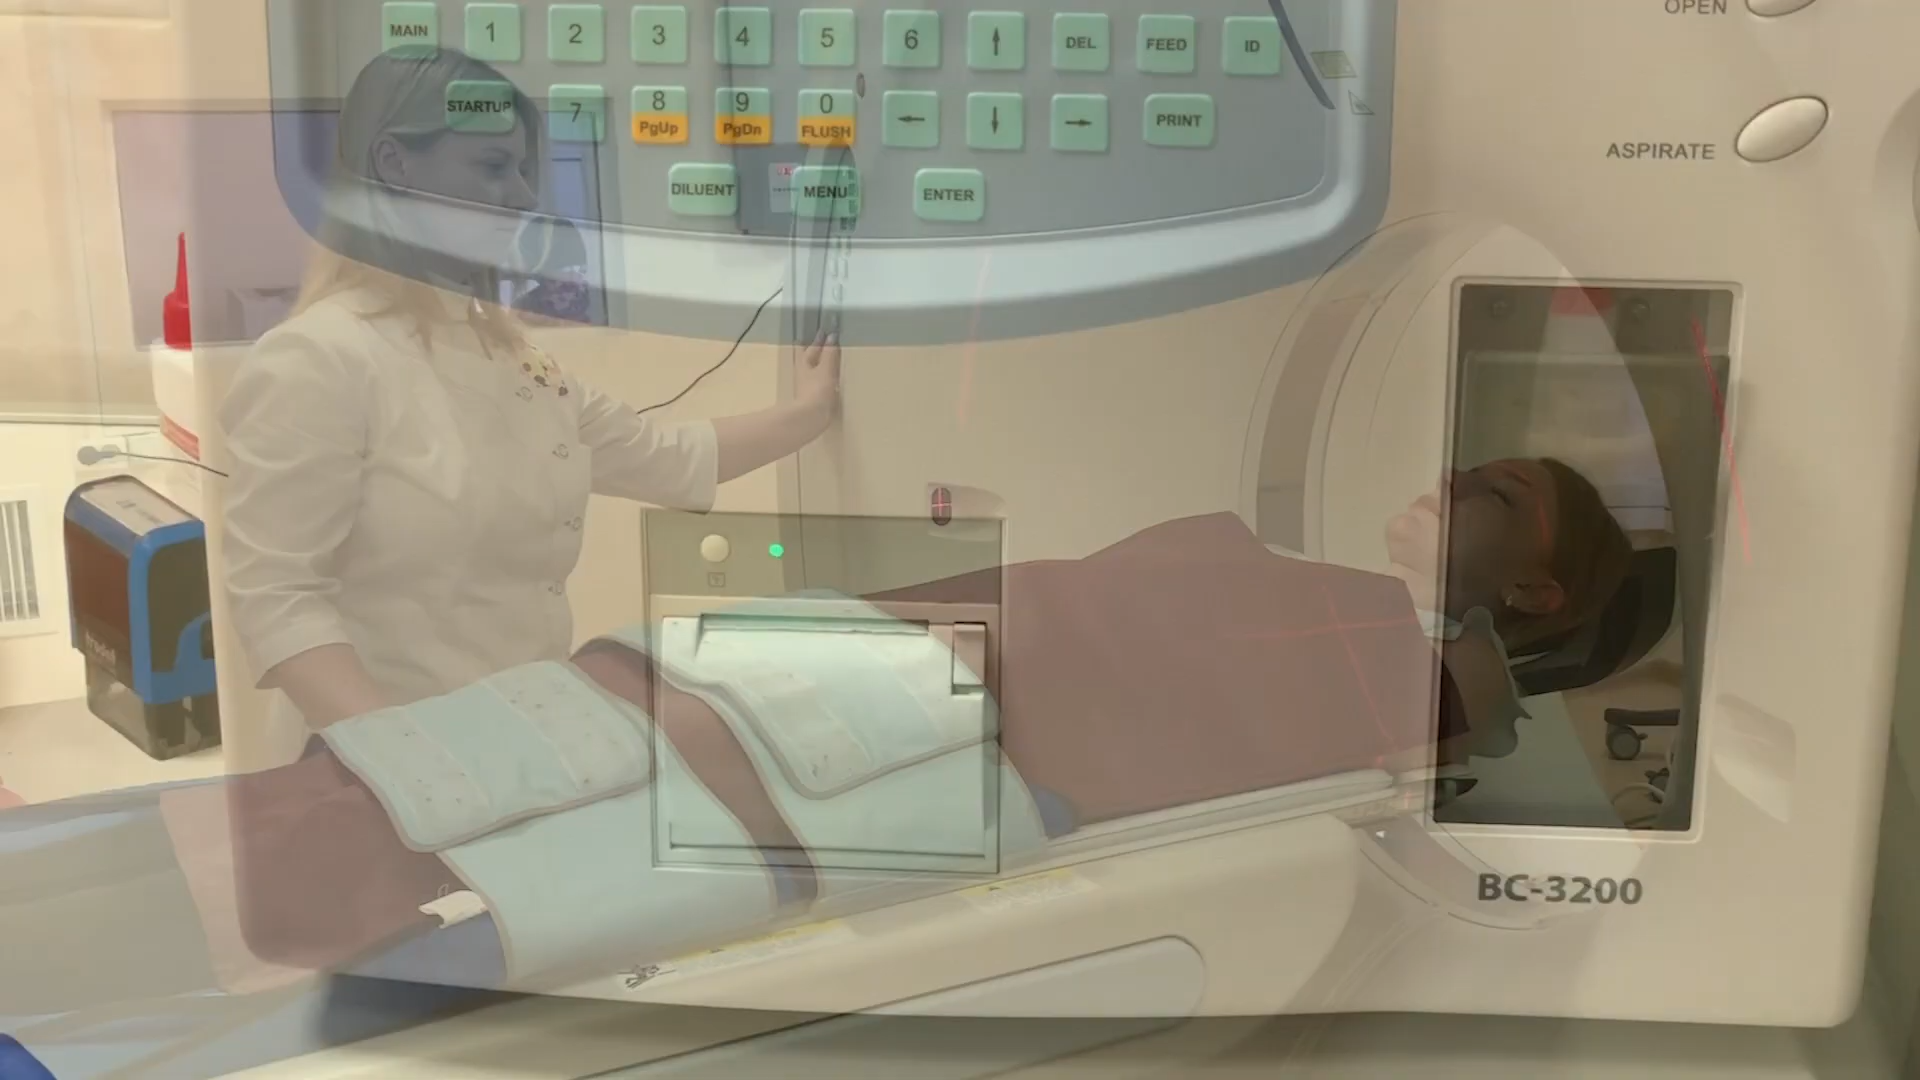 OPEN
MAIN 1 2 3 4 5 6 ↑ DEL FEED ID
STARTUP 7 8 9 0 ← ↓ → PRINT
PgUp PgDn FLUSH
ASPIRATE
DILUENT MENU ENTER
trodat
BC-3200